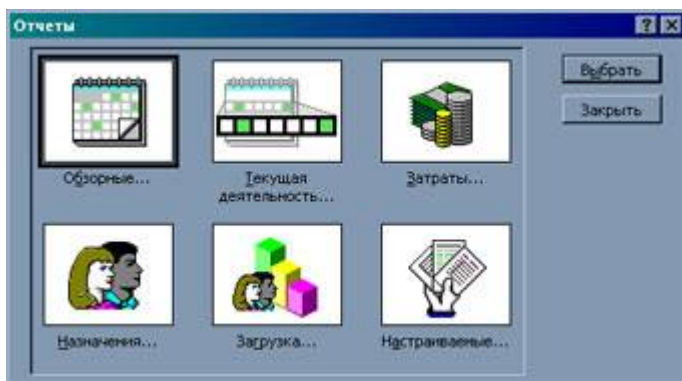 Отчеты
Выбрать
Закрыть
Обзорные...
Текущая
деятельность...
Затраты...
Назначения...
Загрузка...
Настраиваемые...